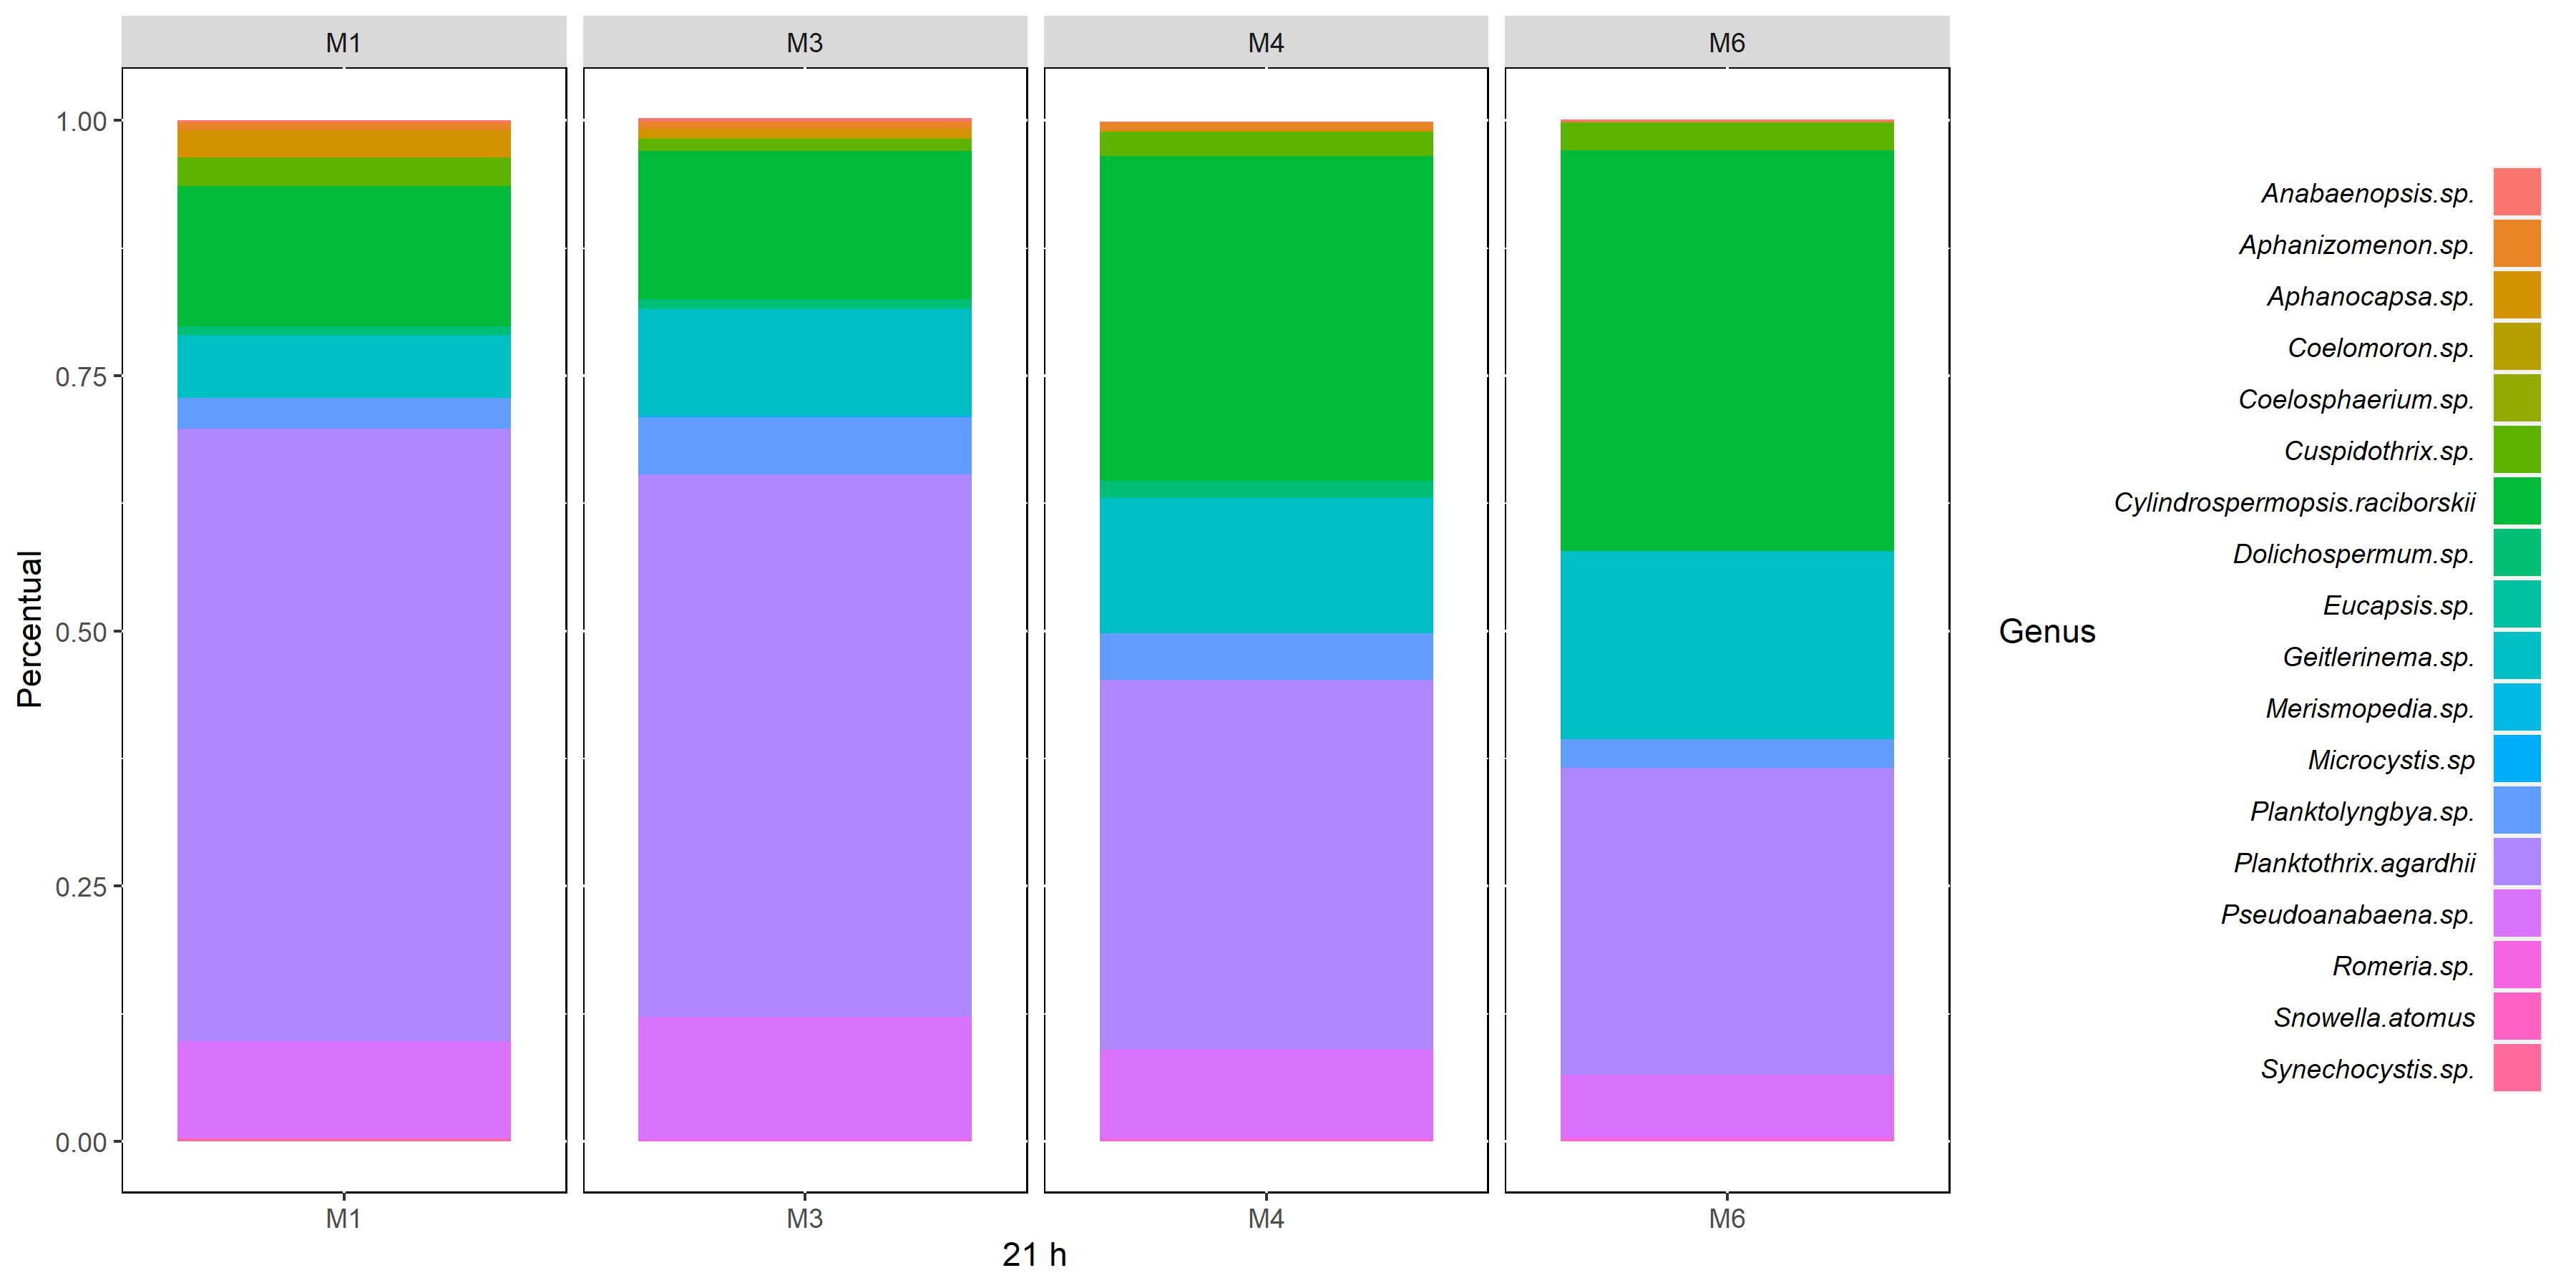 M1 M3 M4 M6
1.00
0.75
0.50
0.25
0.00
Percentual
M1 M3 M4 M6
21 h
Genus
Anabaenopsis.sp.
Aphanizomenon.sp.
Aphanocapsa.sp.
Coelomoron.sp.
Coelosphaerium.sp.
Cuspidothrix.sp.
Cylindrospermopsis.raciborskii
Dolichospermum.sp.
Eucapsis.sp.
Geitlerinema.sp.
Merismopedia.sp.
Microcystis.sp
Planktolyngbya.sp.
Planktothrix.agardhii
Pseudoanabaena.sp.
Romeria.sp.
Snowella.atomus
Synechocystis.sp.